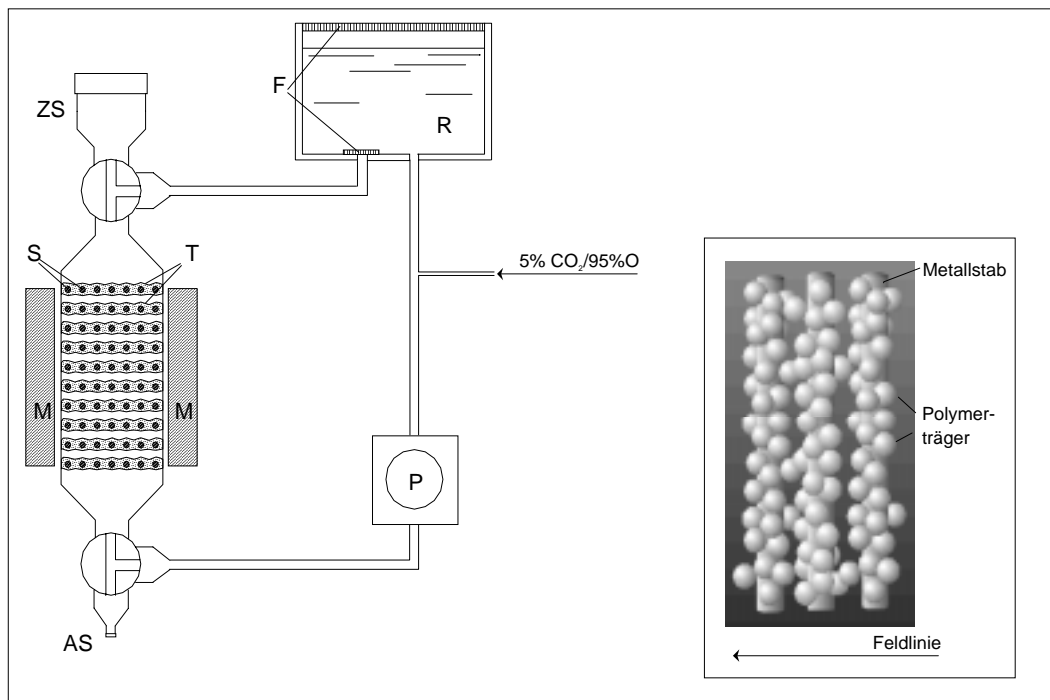 F
ZS
R
S
T
5% CO₂/95%O
Metallstab
M
M
Polymer-
träger
P
Feldlinie
AS